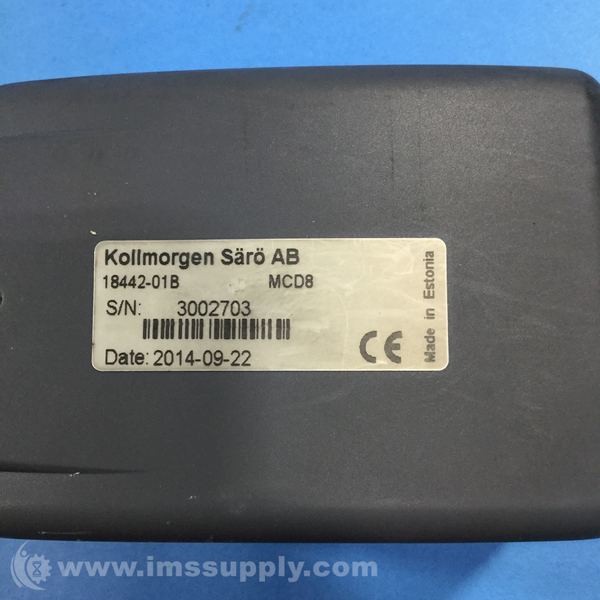 Kollmorgen Särö AB
18442-01B MCD8
S/N: 3002703
Date: 2014-09-22
CE
Made in Estonia
www.imssupply.com